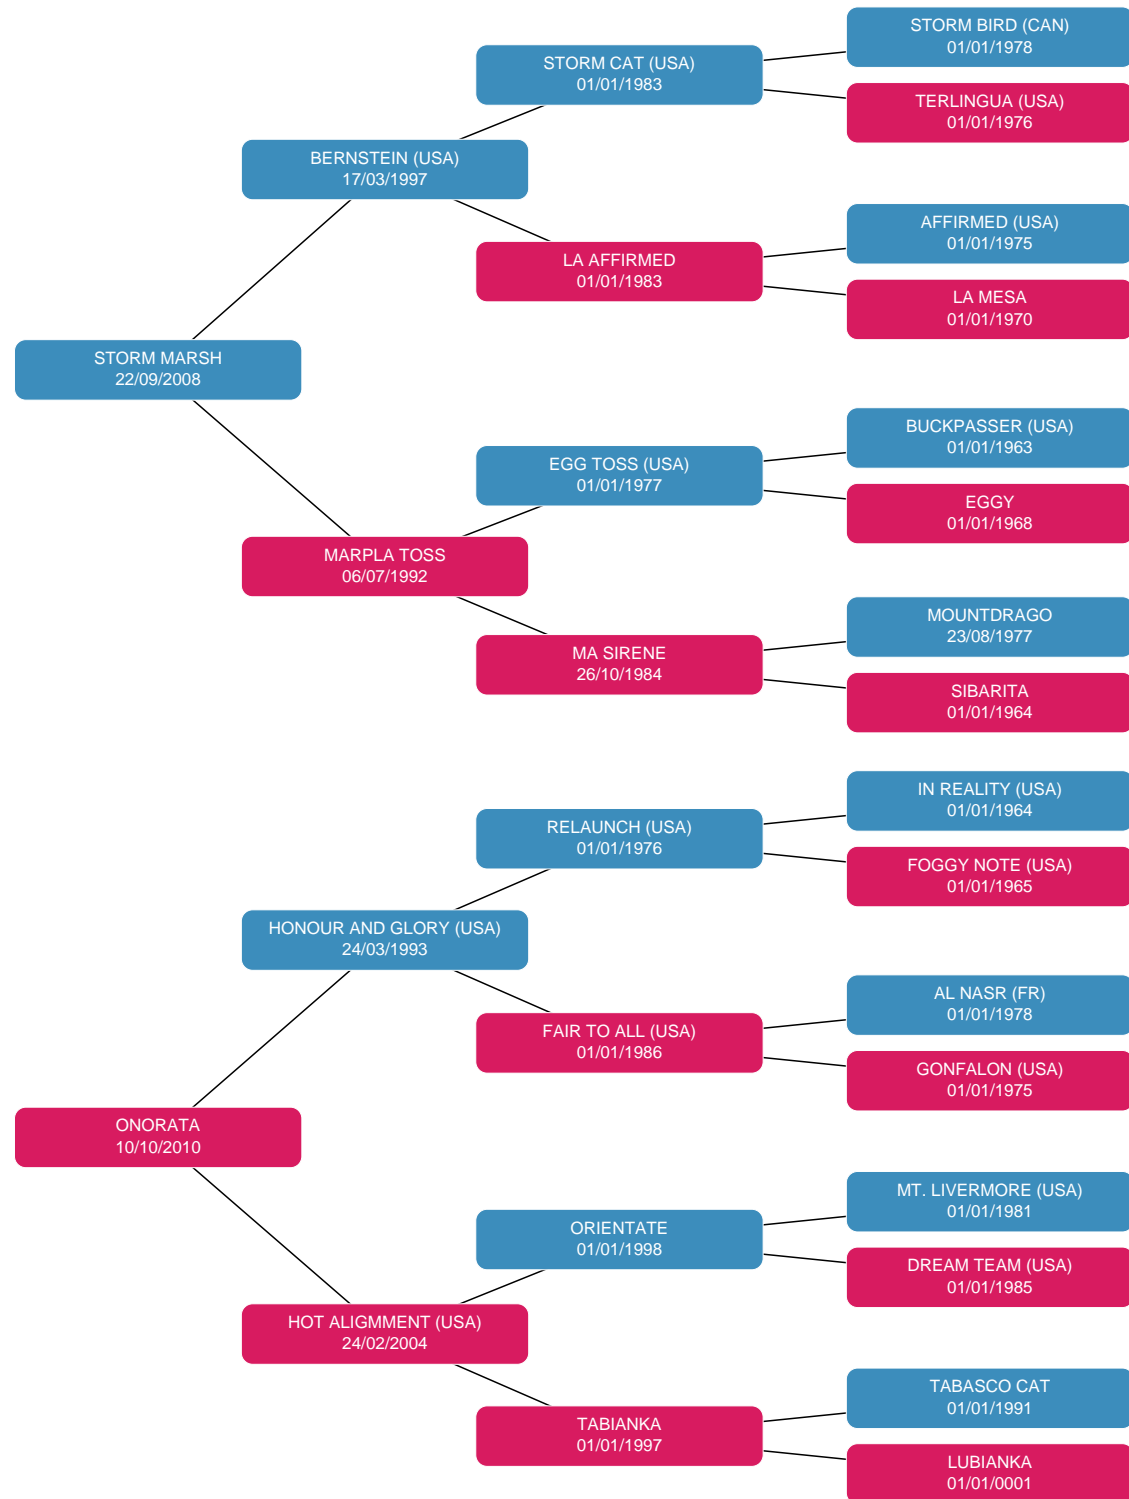 STORM BIRD (CAN)
01/01/1978
STORM CAT (USA)
01/01/1983
TERLINGUA (USA)
01/01/1976
BERNSTEIN (USA)
17/03/1997
AFFIRMED (USA)
01/01/1975
LA AFFIRMED
01/01/1983
LA MESA
01/01/1970
STORM MARSH
22/09/2008
BUCKPASSER (USA)
01/01/1963
EGG TOSS (USA)
01/01/1977
EGGY
01/01/1968
MARPLA TOSS
06/07/1992
MOUNTDRAGO
23/08/1977
MA SIRENE
26/10/1984
SIBARITA
01/01/1964
IN REALITY (USA)
01/01/1964
RELAUNCH (USA)
01/01/1976
FOGGY NOTE (USA)
01/01/1965
HONOUR AND GLORY (USA)
24/03/1993
AL NASR (FR)
01/01/1978
FAIR TO ALL (USA)
01/01/1986
GONFALON (USA)
01/01/1975
ONORATA
10/10/2010
MT. LIVERMORE (USA)
01/01/1981
ORIENTATE
01/01/1998
DREAM TEAM (USA)
01/01/1985
HOT ALIGMMENT (USA)
24/02/2004
TABASCO CAT
01/01/1991
TABIANKA
01/01/1997
LUBIANKA
01/01/0001